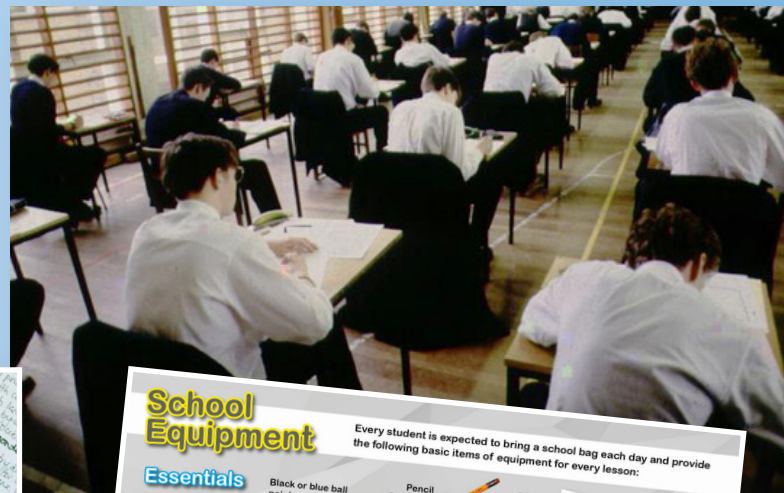 School
Equipment
Every student is expected to bring a school bag each day and provide
the following basic items of equipment for every lesson:
Essentials
Black or blue ball
Pencil